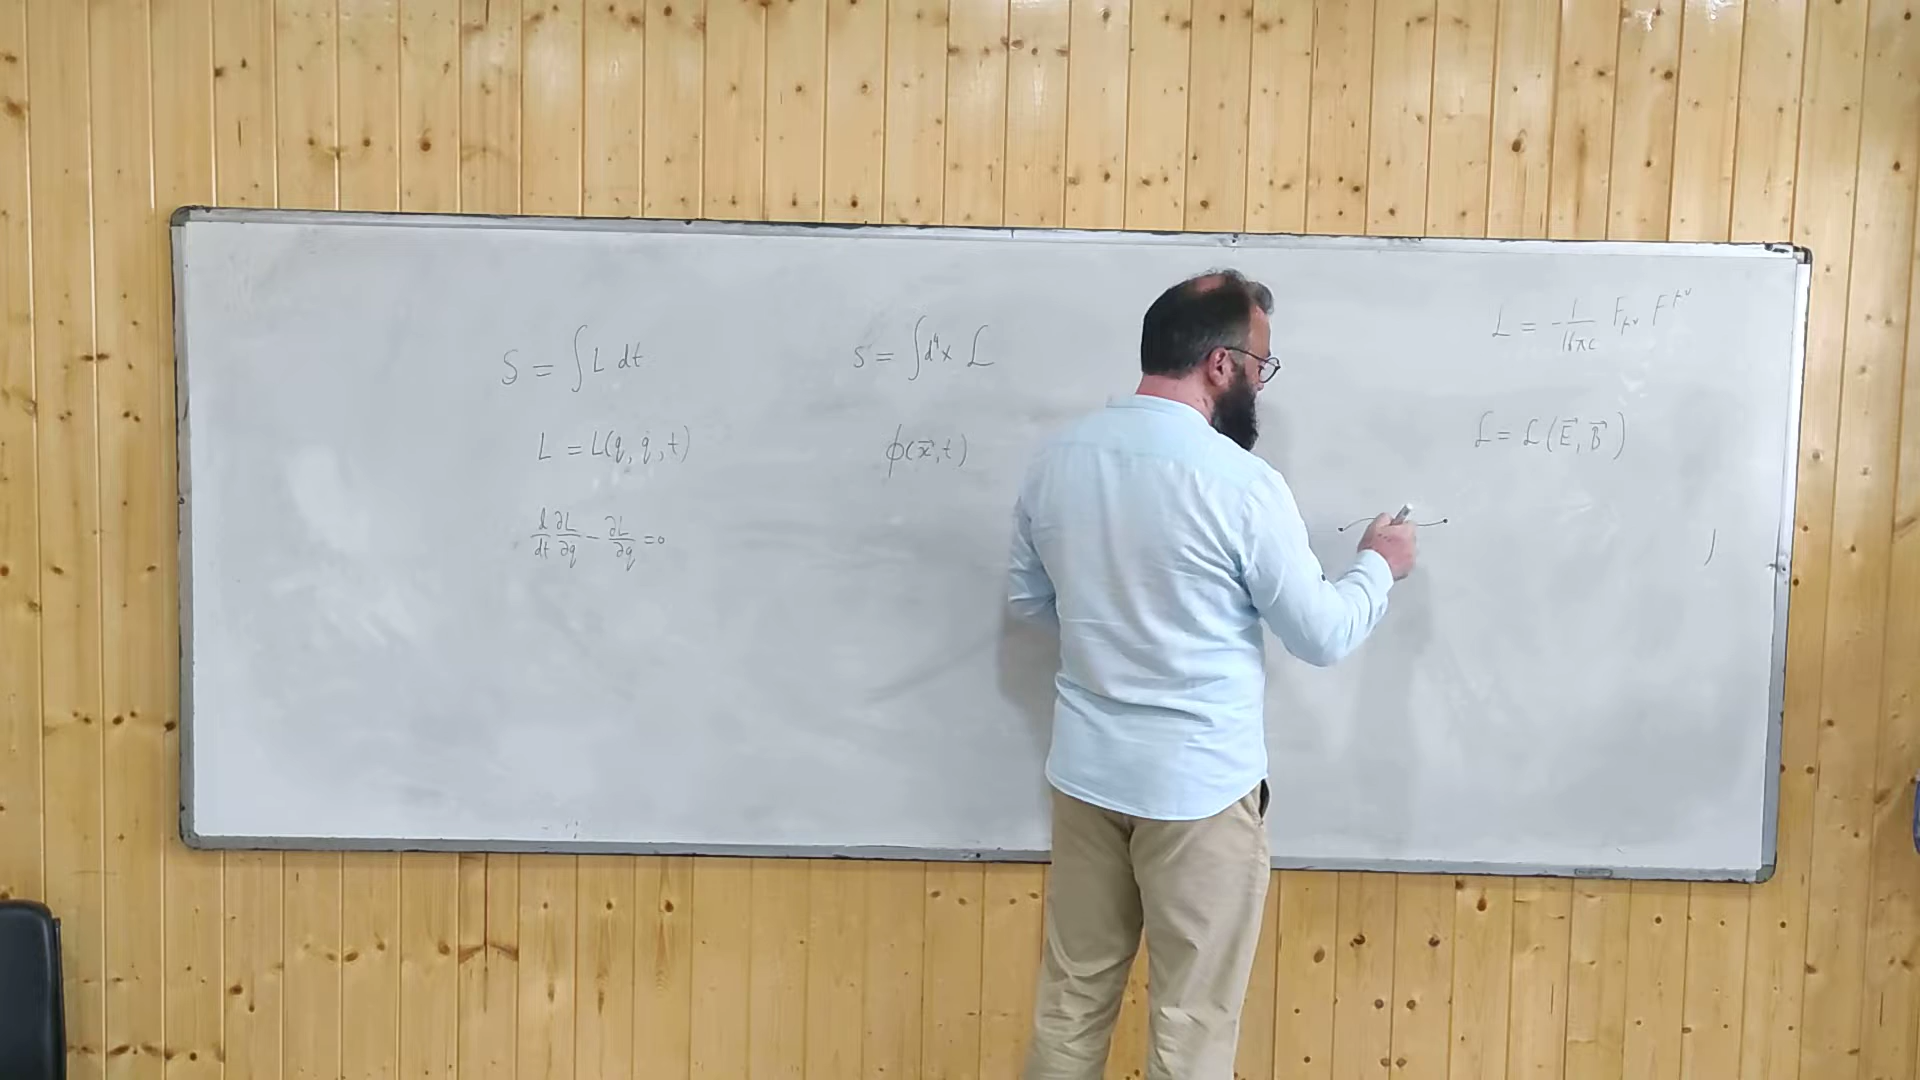 S = ∫ L dt
L = L(q, q̇, t)
d/dt ∂L/∂q̇ − ∂L/∂q = 0
S = ∫ d⁴x ℒ
ϕ(x⃗, t)
ℒ = −1/16πc F_μν F^μν
ℒ = ℒ(E⃗, B⃗)